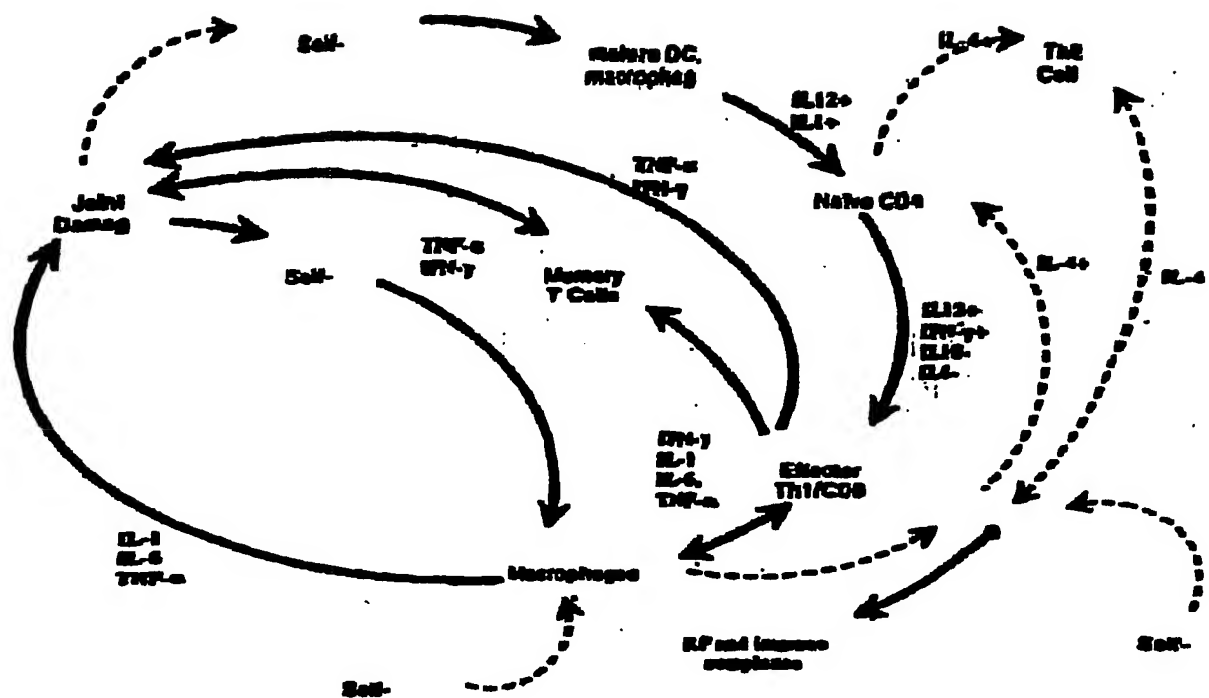 Self-
mature DC,
macrophag
IL-4+
Th2
Cell
IL12+
IL1+
TNF-α
IFN-γ
Naïve CD4
Joint
Damag
TNF-α
IFN-γ
Self-
Memory
T Cells
IL-4+
IL-4
IL12+
IFN-γ+
IL10-
IL4-
IFN-γ
IL-1
IL-6,
TNF-α
Effector
Th1/CD8
IL-1
IL-6
TNF-α
Macrophages
RF and immune
complexes
Self-
Self-